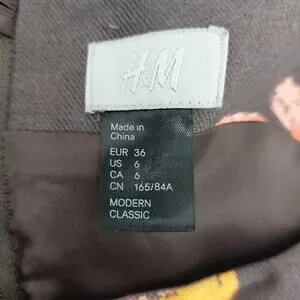 H&M
Made in
China
EUR 36
US 6
CA 6
CN 165/84A
MODERN
CLASSIC